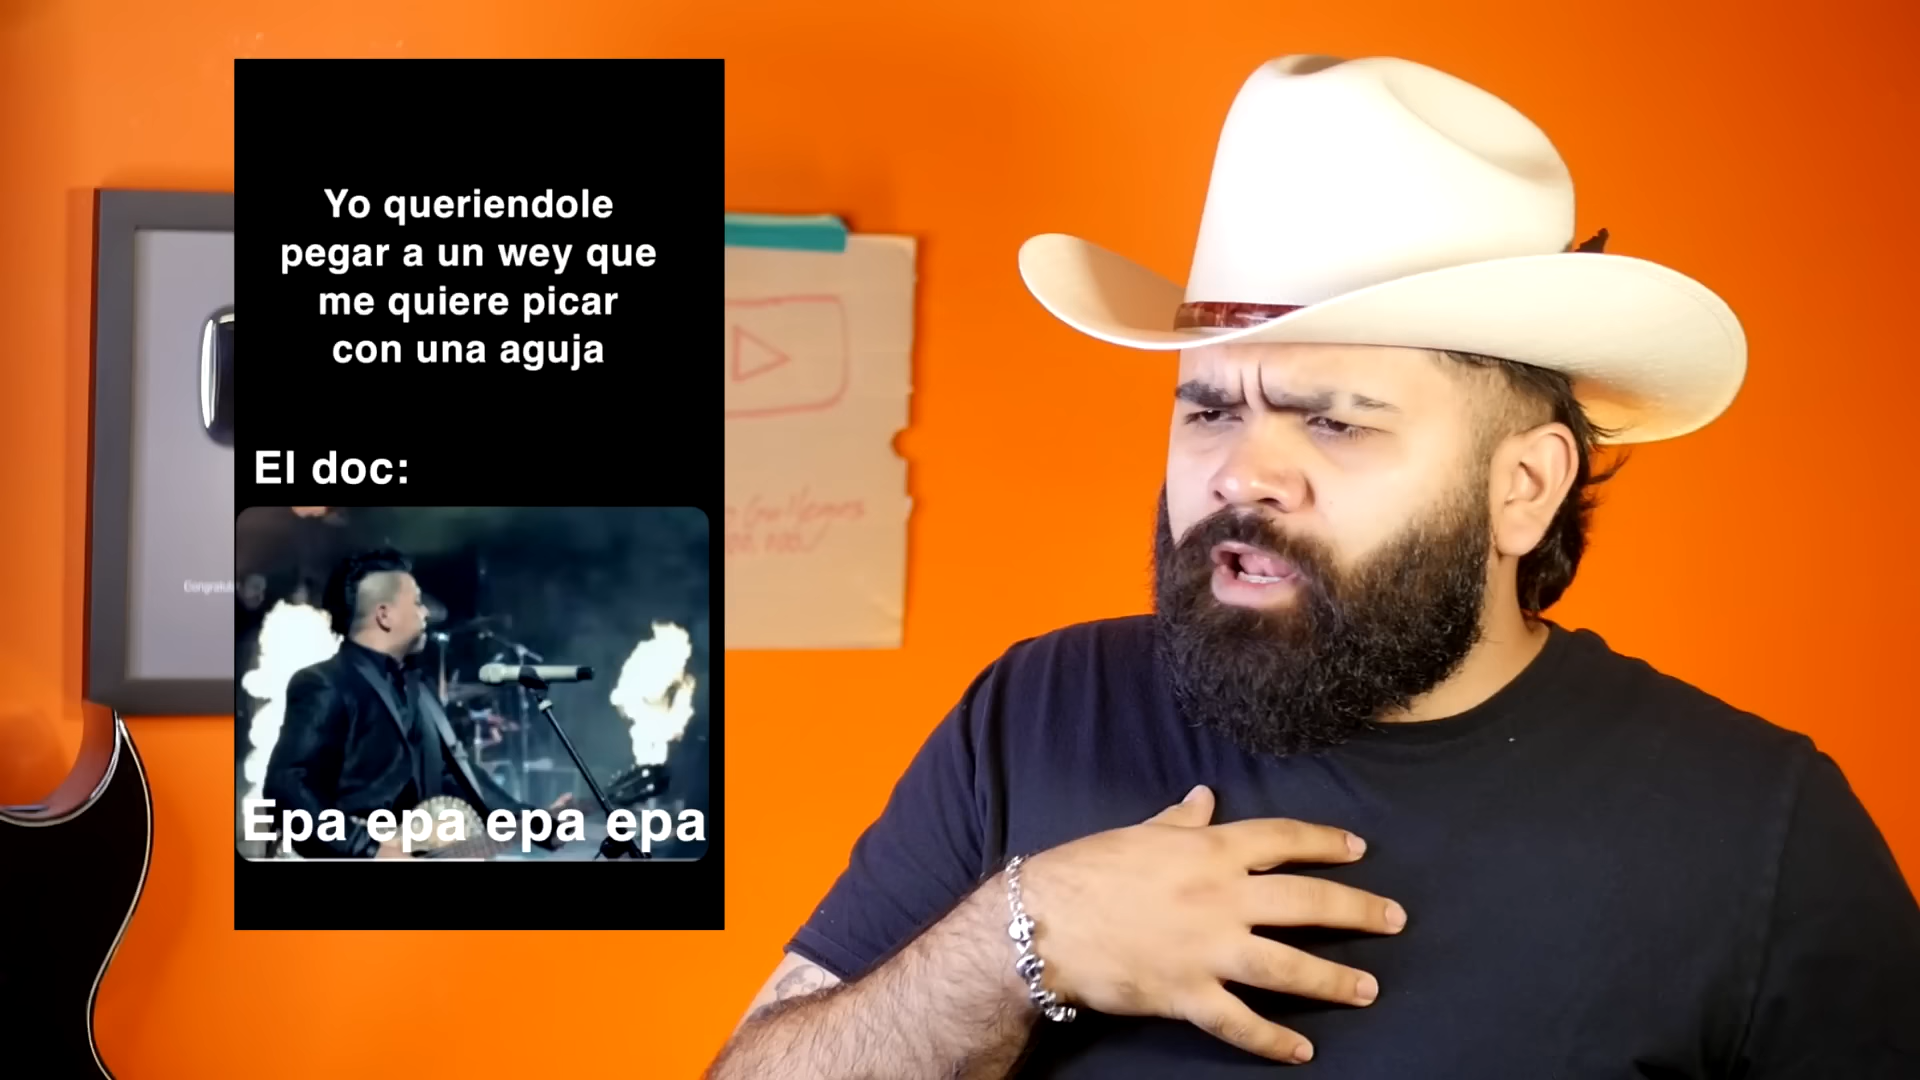 Yo queriendole
pegar a un wey que
me quiere picar
con una aguja
El doc:
Epa epa epa epa